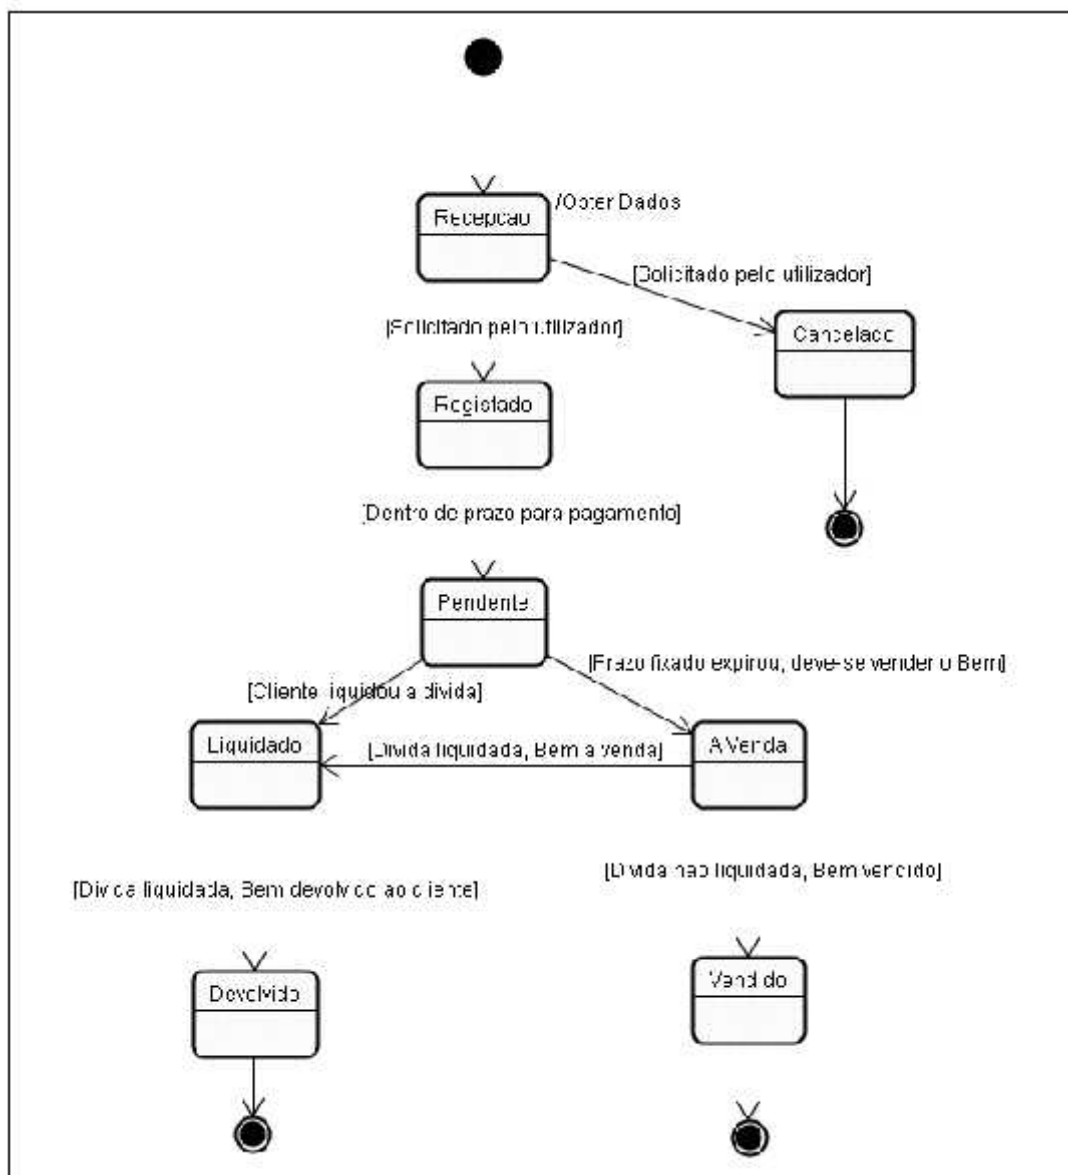 /Obter Dados
Recepcao
[Solicitado pelo utilizador]
[Solicitado pelo utilizador]
Cancelado
Registado
[Dentro de prazo para pagamento]
Pendente
[Prazo fixado expirou, deve-se vender o Bem]
[Cliente liquidou a divida]
Liquidado
[Divida liquidada, Bem a venda]
A Venda
[Divida nao liquidada, Bem vendido]
[Divida liquidada, Bem devolvido ao cliente]
Devolvido
Vendido